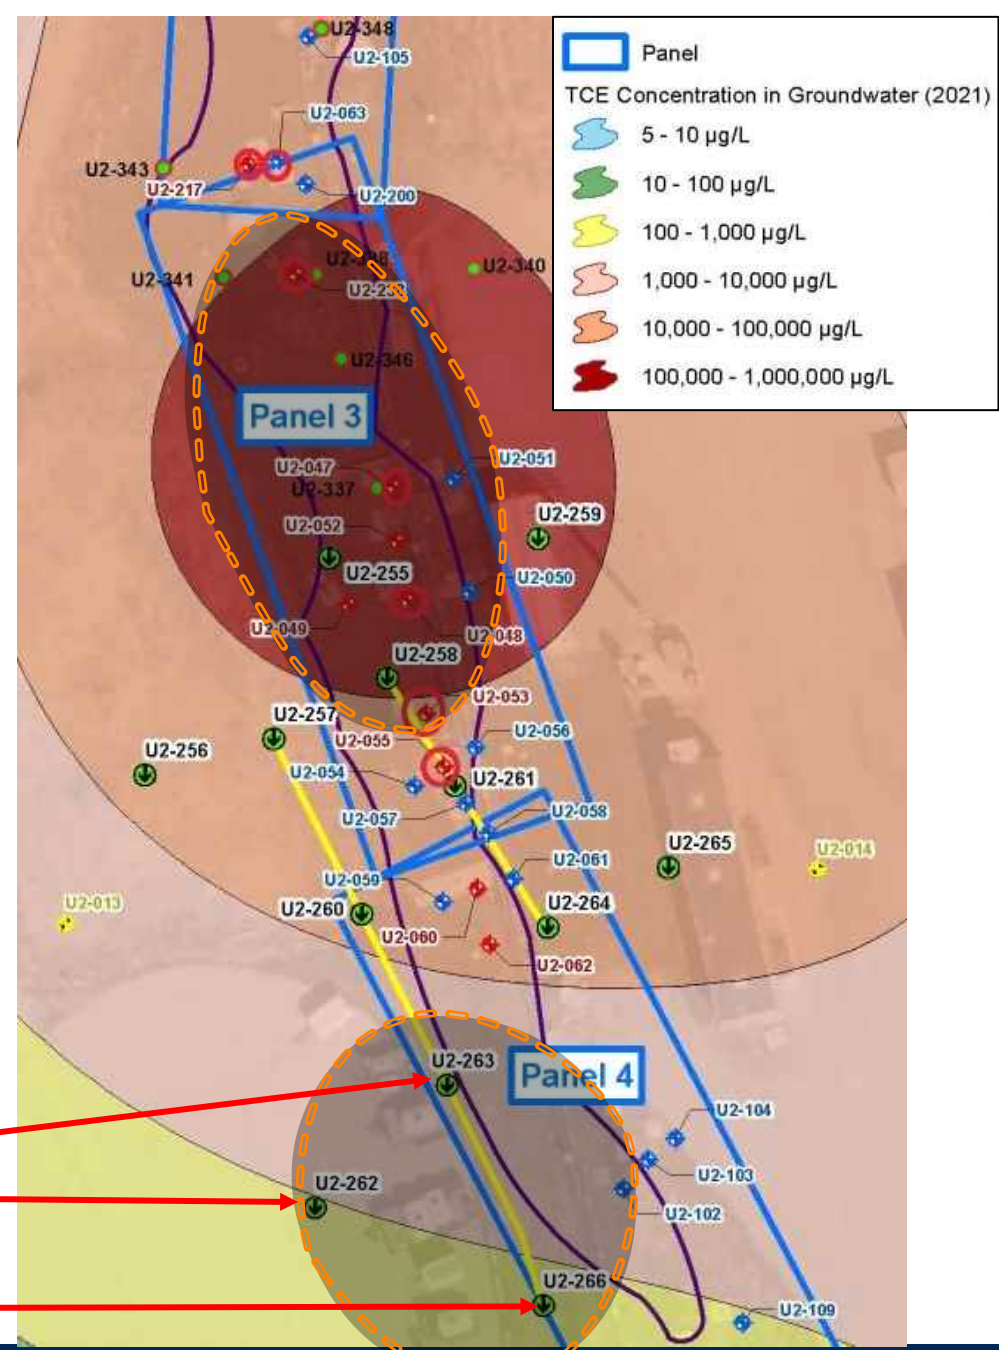 U2-348
U2-105
U2-063
U2-343
U2-217
U2-200
U2-341
U2-340
U2-346
Panel 3
U2-047
U2-051
U2-337
U2-052
U2-259
U2-255
U2-050
U2-049
U2-048
U2-258
U2-053
U2-257
U2-055
U2-056
U2-256
U2-054
U2-261
U2-057
U2-058
U2-265
U2-014
U2-061
U2-059
U2-013
U2-260
U2-264
U2-060
U2-062
U2-263
Panel 4
U2-104
U2-103
U2-262
U2-102
U2-266
U2-109
Panel
TCE Concentration in Groundwater (2021)
5 - 10 µg/L
10 - 100 µg/L
100 - 1,000 µg/L
1,000 - 10,000 µg/L
10,000 - 100,000 µg/L
100,000 - 1,000,000 µg/L